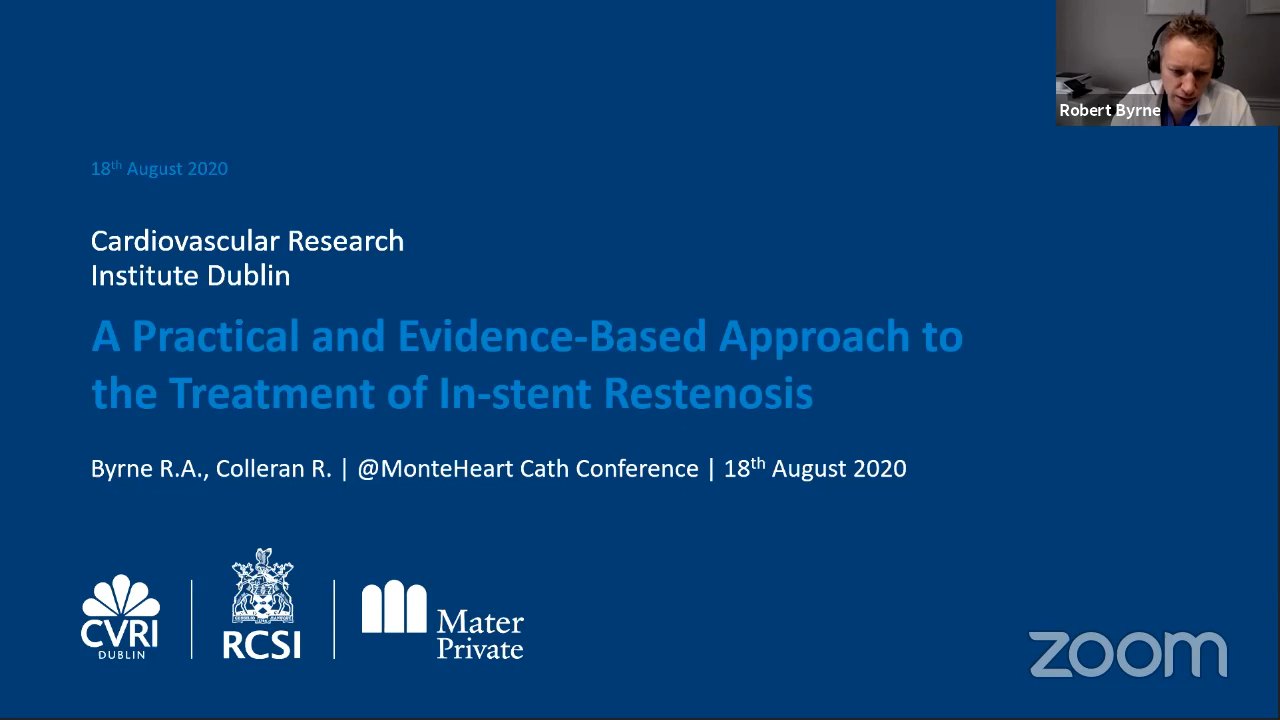 Robert Byrne
18th August 2020
Cardiovascular Research
Institute Dublin
A Practical and Evidence-Based Approach to
the Treatment of In-stent Restenosis
Byrne R.A., Colleran R. | @MonteHeart Cath Conference | 18th August 2020
CVRI
DUBLIN
RCSI
Mater
Private
zoom